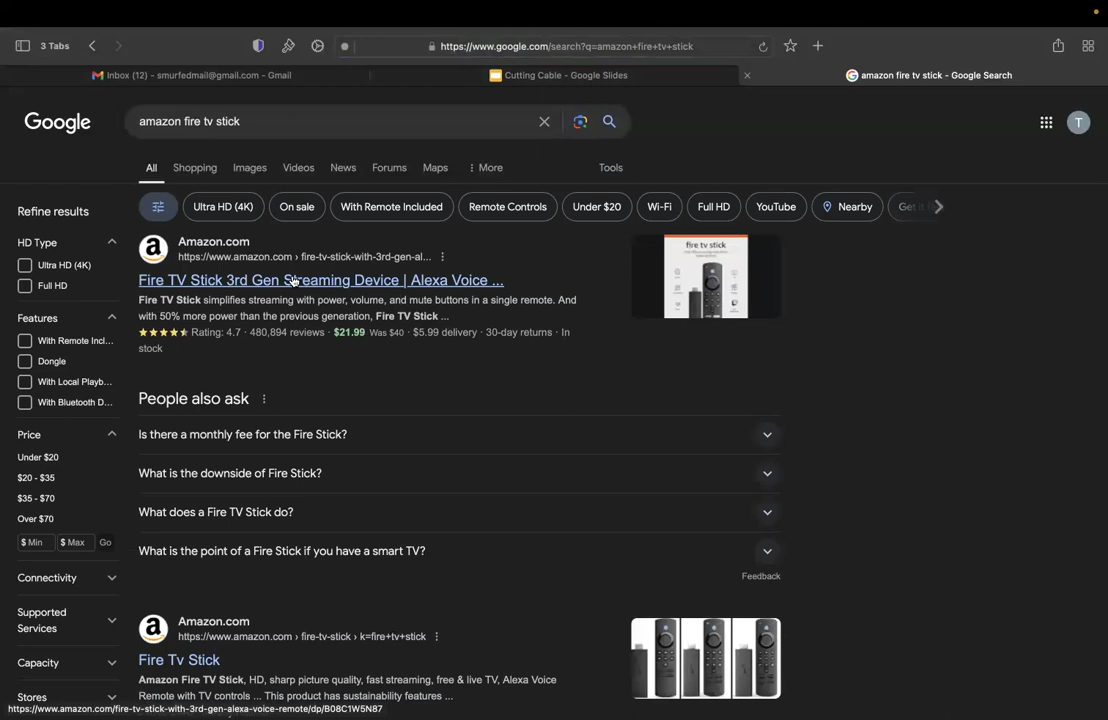 3 Tabs
https://www.google.com/search?q=amazon+fire+tv+stick
Inbox (12) - smurfedmail@gmail.com - Gmail
Cutting Cable - Google Slides
amazon fire tv stick - Google Search
Google
amazon fire tv stick
T
All
Shopping
Images
Videos
News
Forums
Maps
More
Tools
Refine results
Ultra HD (4K)
On sale
With Remote Included
Remote Controls
Under $20
Wi-Fi
Full HD
YouTube
Nearby
HD Type
Ultra HD (4K)
Full HD
Features
With Remote Incl...
Dongle
With Local Playb...
With Bluetooth D...
Price
Under $20
$20 - $35
$35 - $70
Over $70
$ Min
$ Max
Go
Connectivity
Supported
Services
Capacity
Stores
Amazon.com
https://www.amazon.com › fire-tv-stick-with-3rd-gen-al...
Fire TV Stick 3rd Gen Streaming Device | Alexa Voice ...
Fire TV Stick simplifies streaming with power, volume, and mute buttons in a single remote. And
with 50% more power than the previous generation, Fire TV Stick ...
Rating: 4.7 · 480,894 reviews · $21.99 Was $40 · $5.99 delivery · 30-day returns · In
stock
fire tv stick
People also ask
Is there a monthly fee for the Fire Stick?
What is the downside of Fire Stick?
What does a Fire TV Stick do?
What is the point of a Fire Stick if you have a smart TV?
Feedback
Amazon.com
https://www.amazon.com › fire-tv-stick › k=fire+tv+stick
Fire Tv Stick
Amazon Fire TV Stick, HD, sharp picture quality, fast streaming, free & live TV, Alexa Voice
Remote with TV controls ... This product has sustainability features ...
https://www.amazon.com/fire-tv-stick-with-3rd-gen-alexa-voice-remote/dp/B08C1W5N87